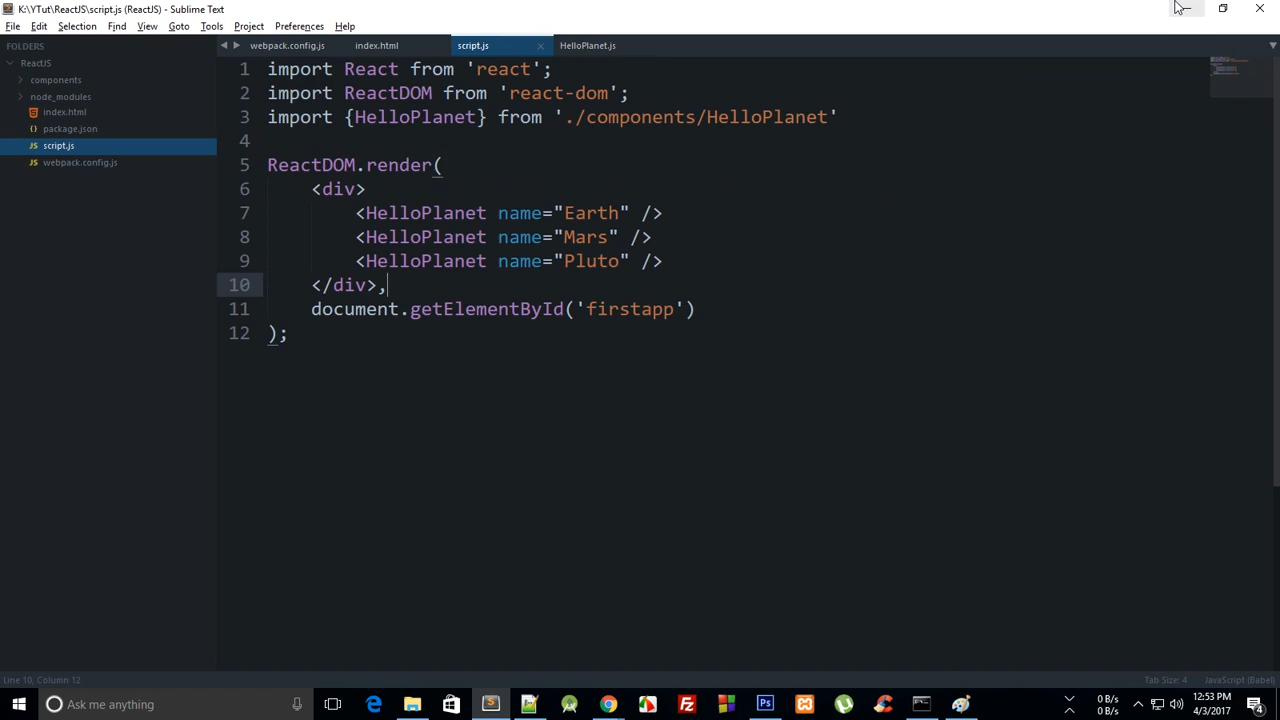 K:\YTut\ReactJS\script.js (ReactJS) - Sublime Text
File Edit Selection Find View Goto Tools Project Preferences Help
FOLDERS
ReactJS
components
node_modules
index.html
package.json
script.js
webpack.config.js
webpack.config.js index.html script.js HelloPlanet.js
1 import React from 'react';
2 import ReactDOM from 'react-dom';
3 import {HelloPlanet} from './components/HelloPlanet'
4
5 ReactDOM.render(
6 <div>
7 <HelloPlanet name="Earth" />
8 <HelloPlanet name="Mars" />
9 <HelloPlanet name="Pluto" />
10 </div>,
11 document.getElementById('firstapp')
12 );
Line 10, Column 12 Tab Size: 4 JavaScript (Babel)
Ask me anything
0 B/s
0 B/s
12:53 PM
4/3/2017
4